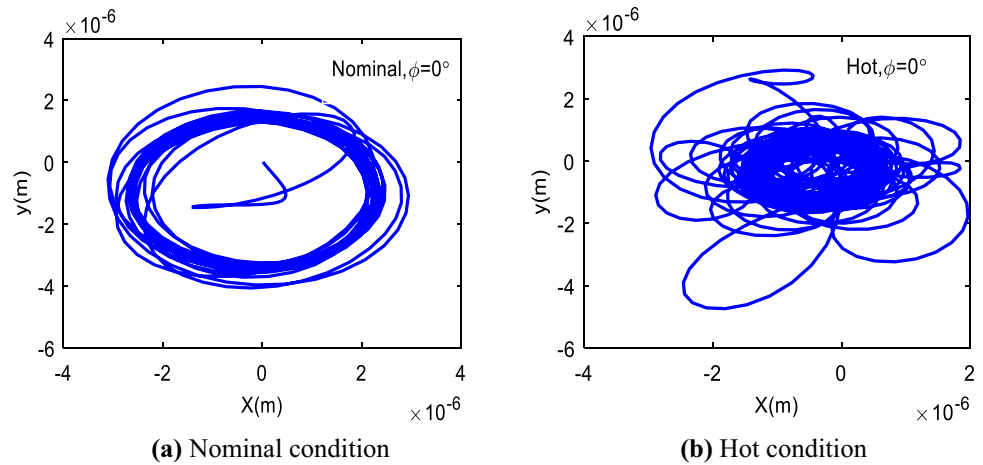 ×10⁻⁶
4
2
0
-2
-4
-6
y(m)
Nominal,ϕ=0°
-4 -2 0 2 4
X(m)
×10⁻⁶
(a) Nominal condition
×10⁻⁶
4
2
0
-2
-4
-6
y(m)
Hot,ϕ=0°
-4 -2 0 2
X(m)
×10⁻⁶
(b) Hot condition